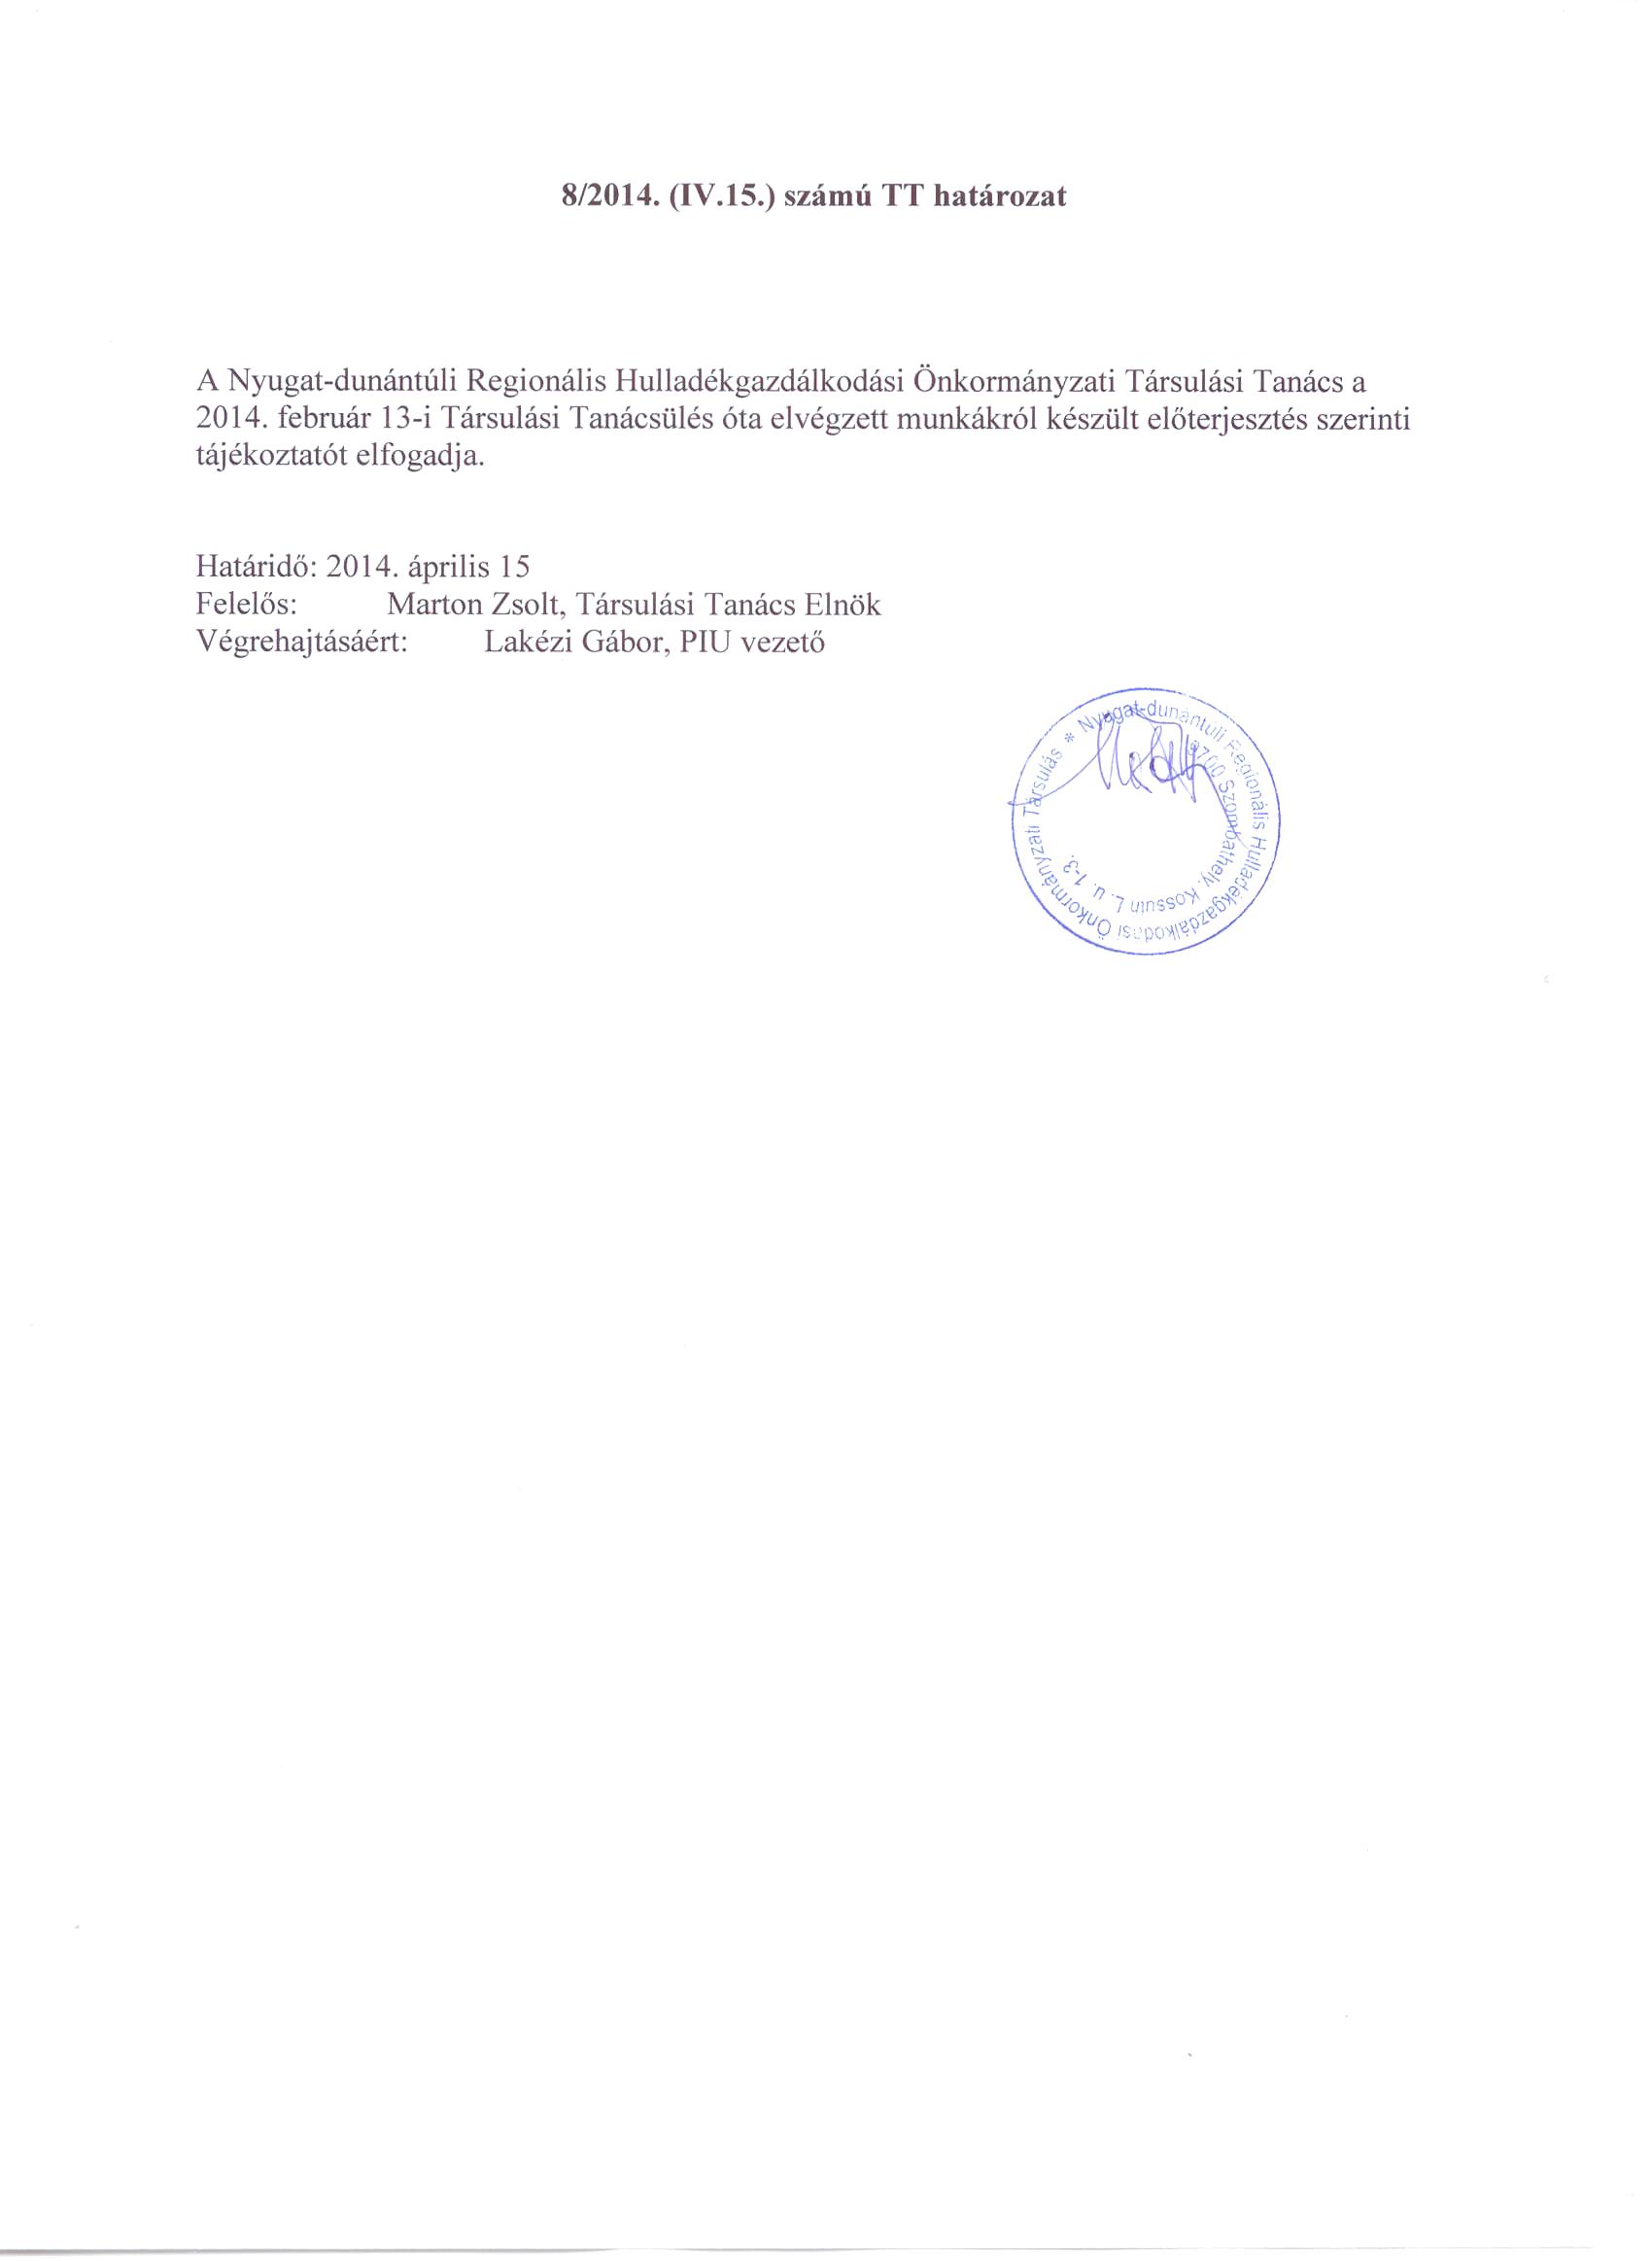 8/2014. (IV.15.) számú TT határozat
A Nyugat-dunántúli Regionális Hulladékgazdálkodási Önkormányzati Társulási Tanács a
2014. február 13-i Társulási Tanácsülés óta elvégzett munkákról készült előterjesztés szerinti
tájékoztatót elfogadja.
Határidő: 2014. április 15
Felelős: Marton Zsolt, Társulási Tanács Elnök
Végrehajtásáért: Lakézi Gábor, PIU vezető
* Nyugat-dunántúli Regionális Hulladékgazdálkodási Önkormányzati Társulás
9700 Szombathely, Kossuth L. u. 1-3.